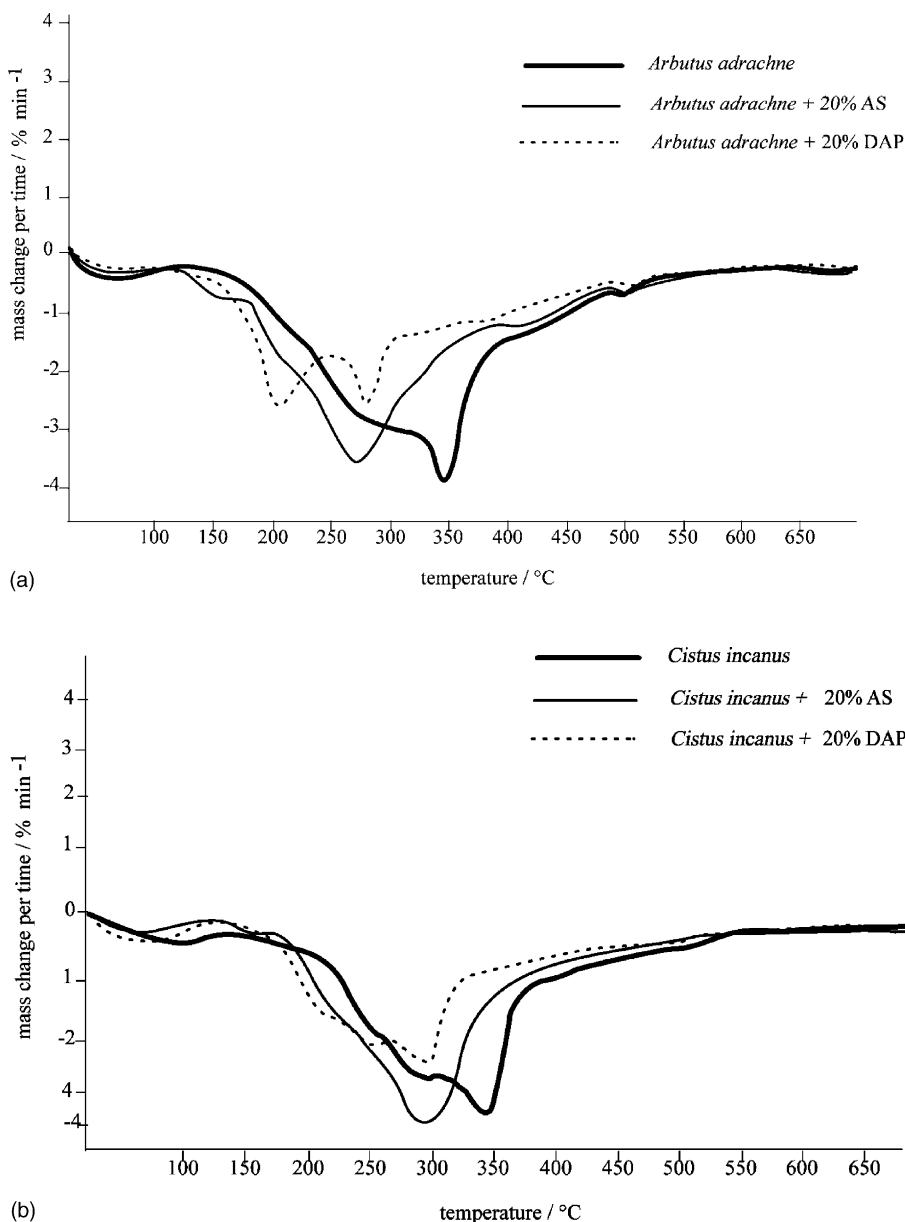 4
3
2
1
0
-1
-2
-3
-4
mass change per time / % min -1
Arbutus adrachne
Arbutus adrachne + 20% AS
Arbutus adrachne + 20% DAP
100 150 200 250 300 350 400 450 500 550 600 650
temperature / °C
(a)
4
3
2
1
0
1
-2
4
-4
mass change per time / % min -1
Cistus incanus
Cistus incanus + 20% AS
Cistus incanus + 20% DAP
100 150 200 250 300 350 400 450 500 550 600 650
temperature / °C
(b)